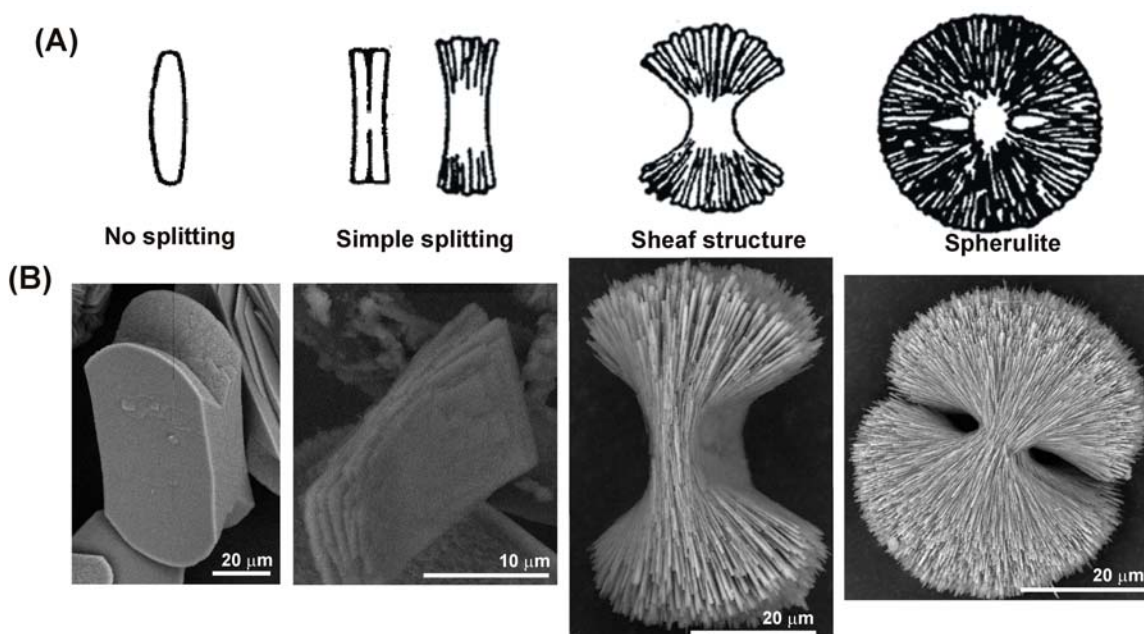 (A)
No splitting
Simple splitting
Sheaf structure
Spherulite
(B)
20 μm
10 μm
20 μm
20 μm